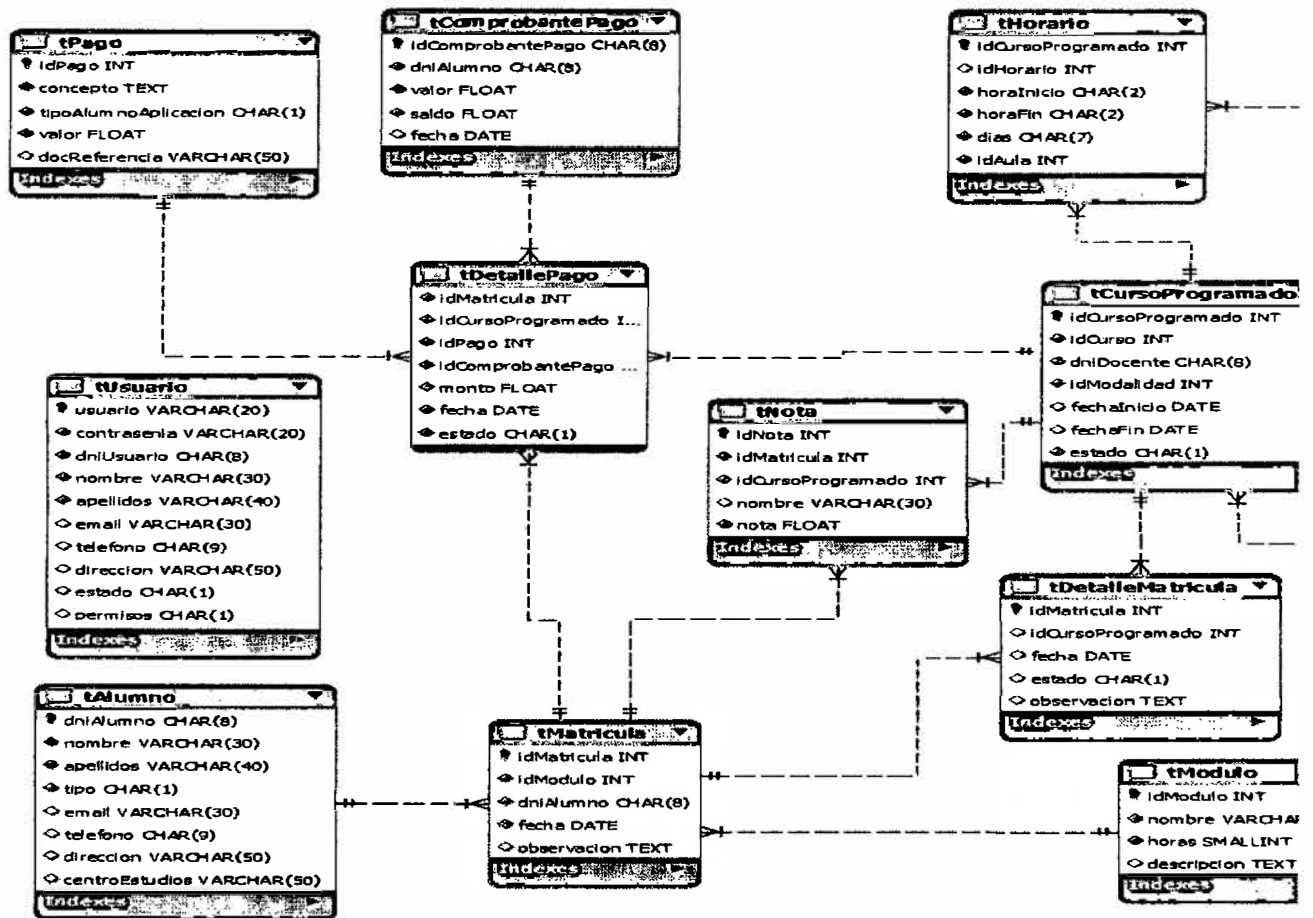 tPago
idPago INT
concepto TEXT
tipoAlumnoAplicacion CHAR(1)
valor FLOAT
docReferencia VARCHAR(50)
Indexes
tComprobantePago
idComprobantePago CHAR(8)
dniAlumno CHAR(8)
valor FLOAT
saldo FLOAT
fecha DATE
Indexes
tHorario
idCursoProgramado INT
idHorario INT
horaInicio CHAR(2)
horaFin CHAR(2)
dias CHAR(7)
idAula INT
Indexes
tDetallePago
idMatricula INT
idCursoProgramado I...
idPago INT
idComprobantePago ...
monto FLOAT
fecha DATE
estado CHAR(1)
tCursoProgramado
idCursoProgramado INT
idCurso INT
dniDocente CHAR(8)
idModalidad INT
fechaInicio DATE
fechaFin DATE
estado CHAR(1)
Indexes
tUsuario
usuario VARCHAR(20)
contrasenia VARCHAR(20)
dniUsuario CHAR(8)
nombre VARCHAR(30)
apellidos VARCHAR(40)
email VARCHAR(30)
telefono CHAR(9)
direccion VARCHAR(50)
estado CHAR(1)
permisos CHAR(1)
Indexes
tNota
idNota INT
idMatricula INT
idCursoProgramado INT
nombre VARCHAR(30)
nota FLOAT
Indexes
tDetalleMatricula
idMatricula INT
idCursoProgramado INT
fecha DATE
estado CHAR(1)
observacion TEXT
Indexes
tAlumno
dniAlumno CHAR(8)
nombre VARCHAR(30)
apellidos VARCHAR(40)
tipo CHAR(1)
email VARCHAR(30)
telefono CHAR(9)
direccion VARCHAR(50)
centroEstudios VARCHAR(50)
Indexes
tMatricula
idMatricula INT
idModulo INT
dniAlumno CHAR(8)
fecha DATE
observacion TEXT
Indexes
tModulo
idModulo INT
nombre VARCHAR
horas SMALLINT
descripcion TEXT
Indexes